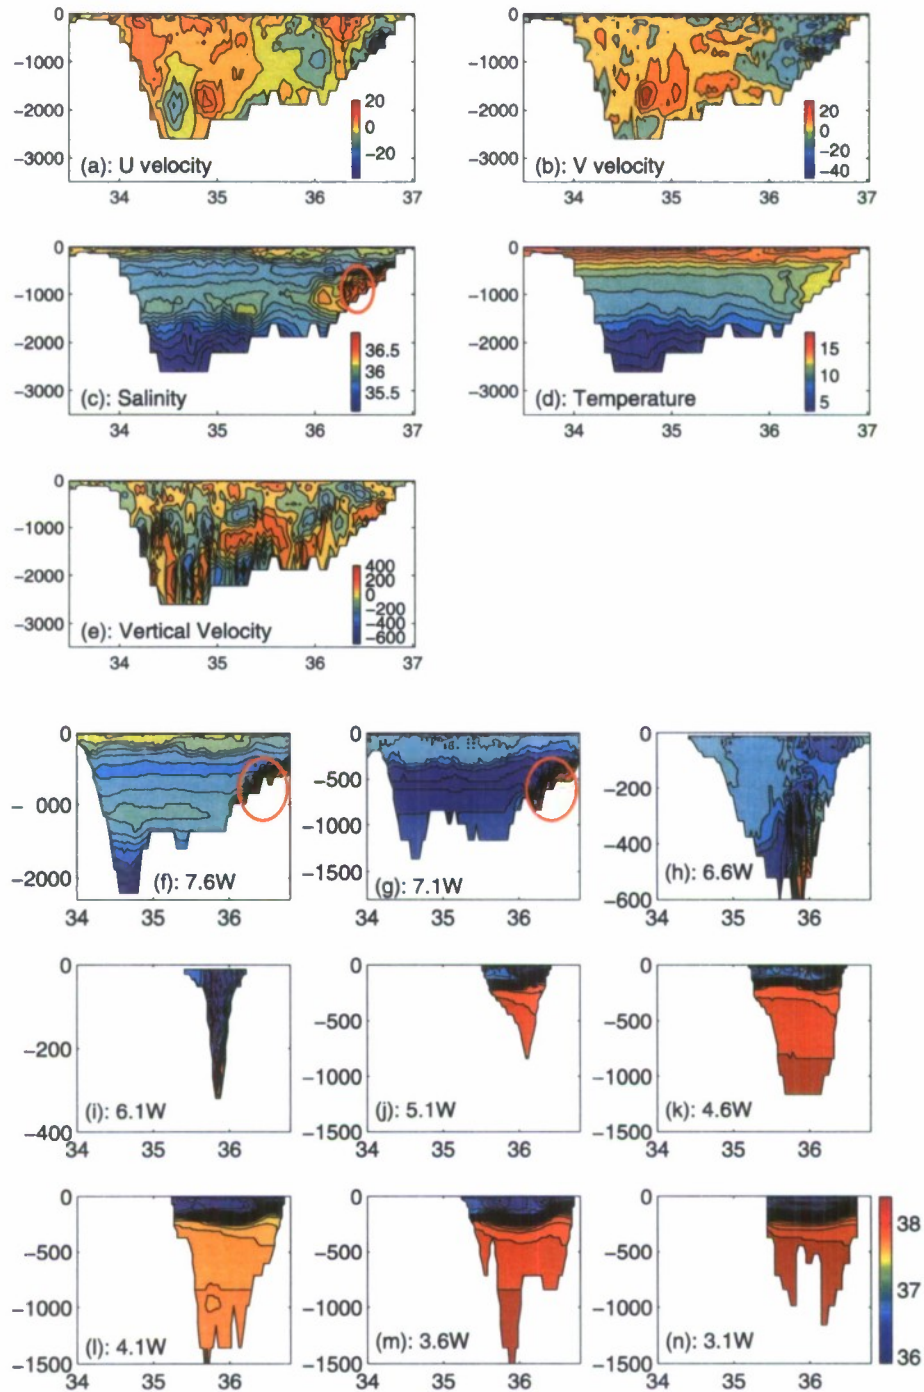 0
-1000
-2000
-3000
20
0
-20
(a): U velocity
34 35 36 37
0
-1000
-2000
-3000
20
0
-20
-40
(b): V velocity
34 35 36 37
0
-1000
-2000
-3000
36.5
36
35.5
(c): Salinity
34 35 36 37
0
-1000
-2000
-3000
15
10
5
(d): Temperature
34 35 36 37
0
-1000
-2000
-3000
400
200
0
-200
-400
-600
(e): Vertical Velocity
34 35 36 37
0
- 000
-2000
(f): 7.6W
34 35 36
0
-500
-1000
-1500
(g): 7.1W
34 35 36
0
-200
-400
-600
(h): 6.6W
34 35 36
0
-200
-400
(i): 6.1W
34 35 36
0
-500
-1000
-1500
(j): 5.1W
34 35 36
0
-500
-1000
-1500
(k): 4.6W
34 35 36
0
-500
-1000
-1500
(l): 4.1W
34 35 36
0
-500
-1000
-1500
(m): 3.6W
34 35 36
0
-500
-1000
-1500
(n): 3.1W
34 35 36
38
37
36